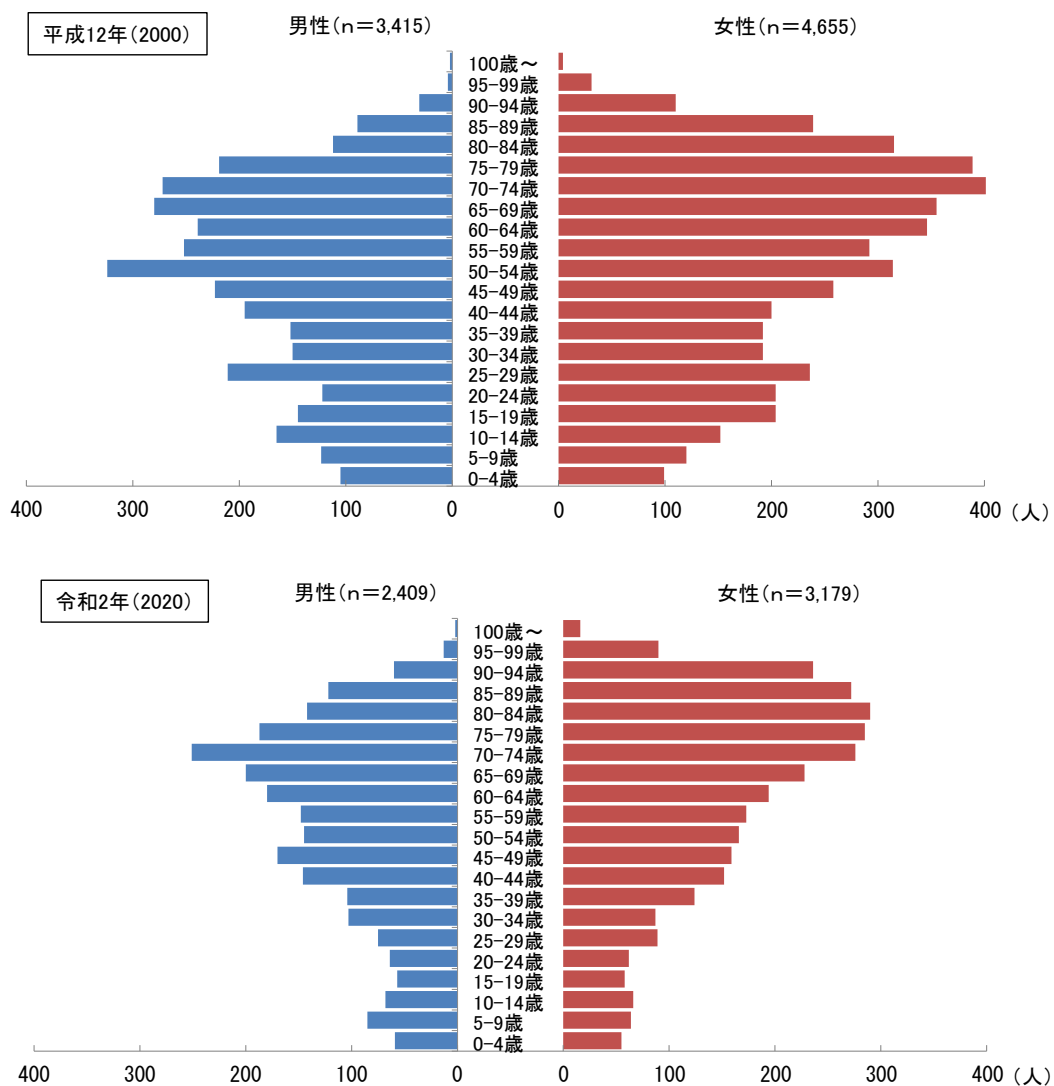 平成12年(2000)
男性(n=3,415)
女性(n=4,655)
100歳～
95-99歳
90-94歳
85-89歳
80-84歳
75-79歳
70-74歳
65-69歳
60-64歳
55-59歳
50-54歳
45-49歳
40-44歳
35-39歳
30-34歳
25-29歳
20-24歳
15-19歳
10-14歳
5-9歳
0-4歳
400 300 200 100 0 0 100 200 300 400 (人)
令和2年(2020)
男性(n=2,409)
女性(n=3,179)
100歳～
95-99歳
90-94歳
85-89歳
80-84歳
75-79歳
70-74歳
65-69歳
60-64歳
55-59歳
50-54歳
45-49歳
40-44歳
35-39歳
30-34歳
25-29歳
20-24歳
15-19歳
10-14歳
5-9歳
0-4歳
400 300 200 100 0 0 100 200 300 400 (人)